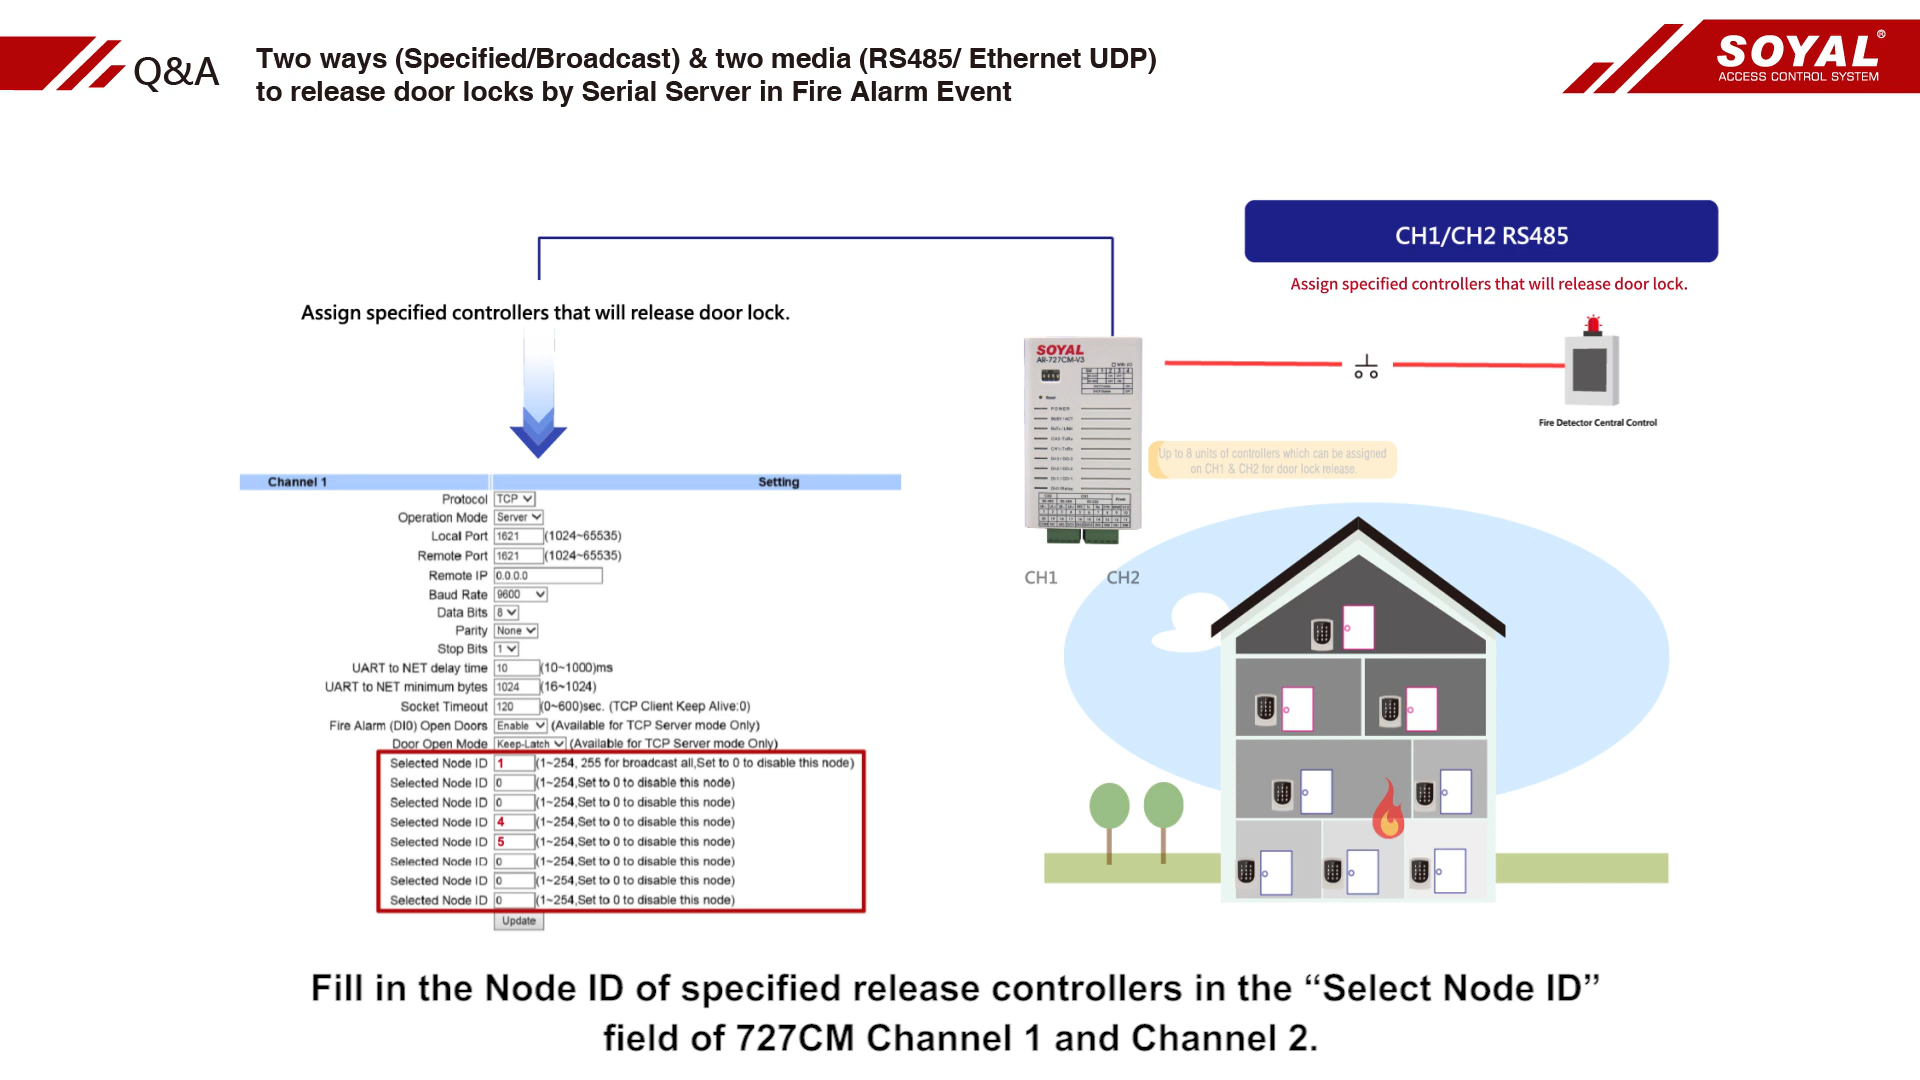 Q&A
Two ways (Specified/Broadcast) & two media (RS485/ Ethernet UDP)
to release door locks by Serial Server in Fire Alarm Event
SOYAL®
ACCESS CONTROL SYSTEM
CH1/CH2 RS485
Assign specified controllers that will release door lock.
Assign specified controllers that will release door lock.
SOYAL
AR-727CM-V3
Reset
POWER
Fire Detector Central Control
Up to 8 units of controllers which can be assigned
on CH1 & CH2 for door lock release.
CH1 CH2
Channel 1 Setting
Protocol TCP
Operation Mode Server
Local Port 1621 (1024~65535)
Remote Port 1621 (1024~65535)
Remote IP 0.0.0.0
Baud Rate 9600
Data Bits 8
Parity None
Stop Bits 1
UART to NET delay time 10 (10~1000)ms
UART to NET minimum bytes 1024 (16~1024)
Socket Timeout 120 (0~600)sec. (TCP Client Keep Alive:0)
Fire Alarm (DI0) Open Doors Enable (Available for TCP Server mode Only)
Door Open Mode Keep-Latch (Available for TCP Server mode Only)
Selected Node ID 1 (1~254, 255 for broadcast all,Set to 0 to disable this node)
Selected Node ID 0 (1~254,Set to 0 to disable this node)
Selected Node ID 0 (1~254,Set to 0 to disable this node)
Selected Node ID 4 (1~254,Set to 0 to disable this node)
Selected Node ID 5 (1~254,Set to 0 to disable this node)
Selected Node ID 0 (1~254,Set to 0 to disable this node)
Selected Node ID 0 (1~254,Set to 0 to disable this node)
Selected Node ID 0 (1~254,Set to 0 to disable this node)
Update
Fill in the Node ID of specified release controllers in the “Select Node ID”
field of 727CM Channel 1 and Channel 2.